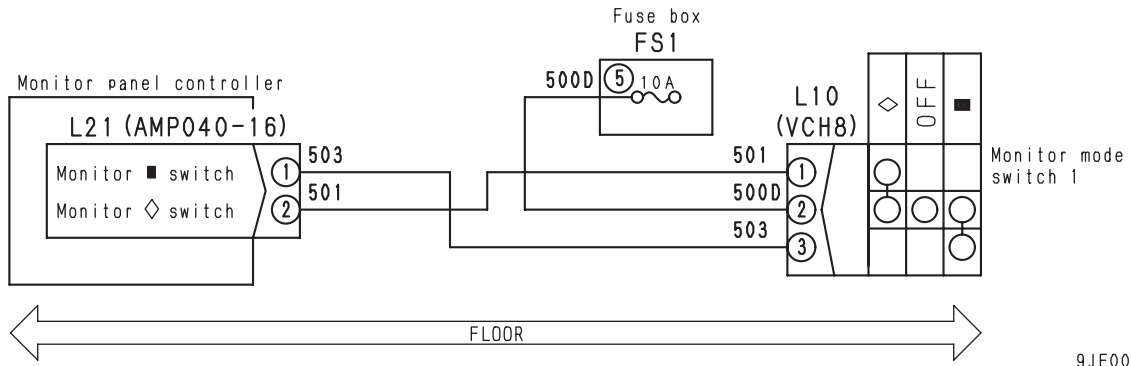 Fuse box
FS1
Monitor panel controller
500D
5
10A
L10
(VCH8)
◇
OFF
■
L21 (AMP040-16)
Monitor ■ switch
1
503
501
1
Monitor mode
switch 1
Monitor ◇ switch
2
501
500D
2
503
3
FLOOR